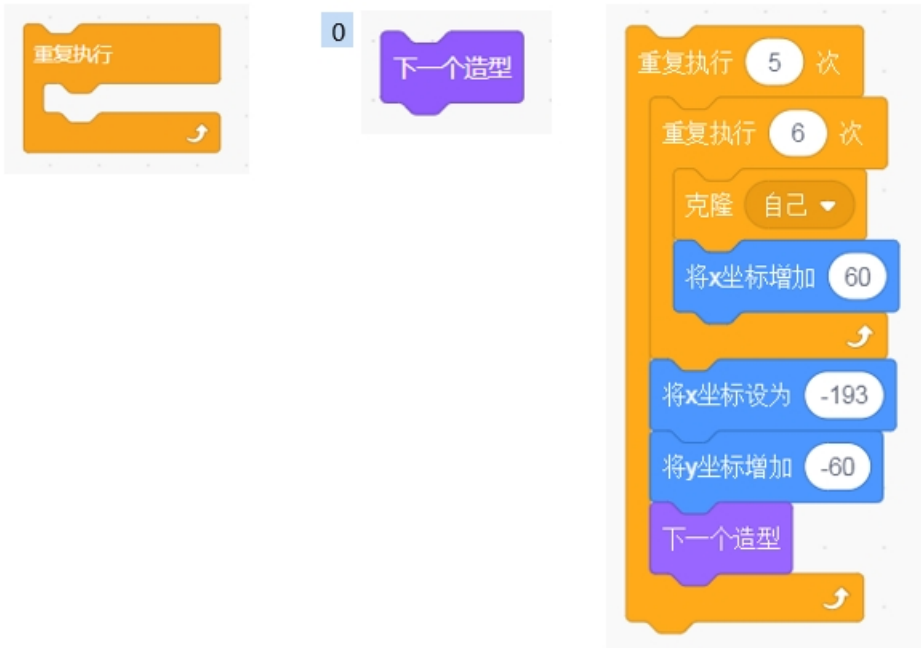 重复执行
0
下一个造型
重复执行 5 次
重复执行 6 次
克隆 自己
将x坐标增加 60
将x坐标设为 -193
将y坐标增加 -60
下一个造型